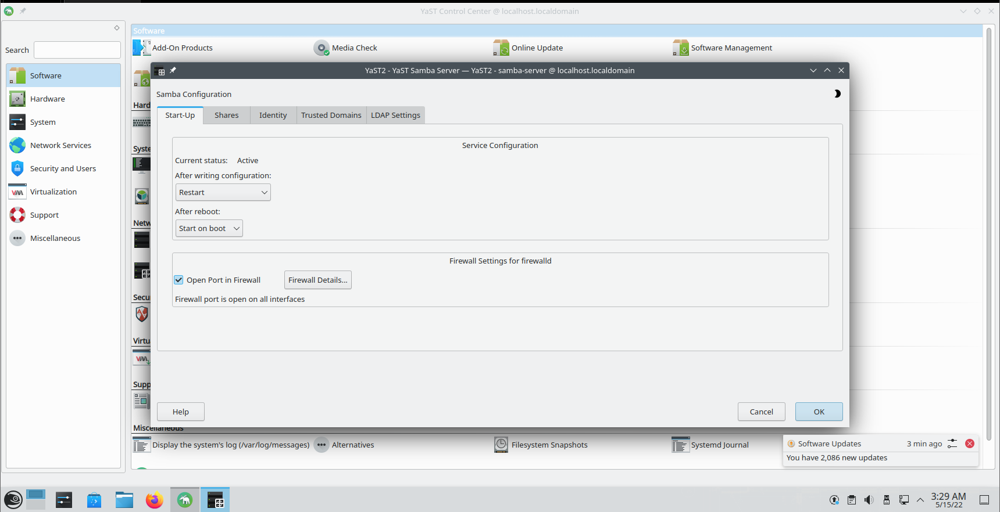 YaST Control Center @ localhost.localdomain
Search
Software
Hardware
System
Network Services
Security and Users
Virtualization
Support
Miscellaneous
Software
Add-On Products
Media Check
Online Update
Software Management
Hard
Syste
Netw
Secu
Virtu
Supp
Miscellaneous
Display the system's log (/var/log/messages)
Alternatives
Filesystem Snapshots
Systemd Journal
YaST2 - YaST Samba Server — YaST2 - samba-server @ localhost.localdomain
Samba Configuration
Start-Up
Shares
Identity
Trusted Domains
LDAP Settings
Service Configuration
Current status: Active
After writing configuration:
Restart
After reboot:
Start on boot
Firewall Settings for firewalld
Open Port in Firewall
Firewall Details...
Firewall port is open on all interfaces
Help
Cancel
OK
Software Updates
3 min ago
You have 2,086 new updates
3:29 AM
5/15/22